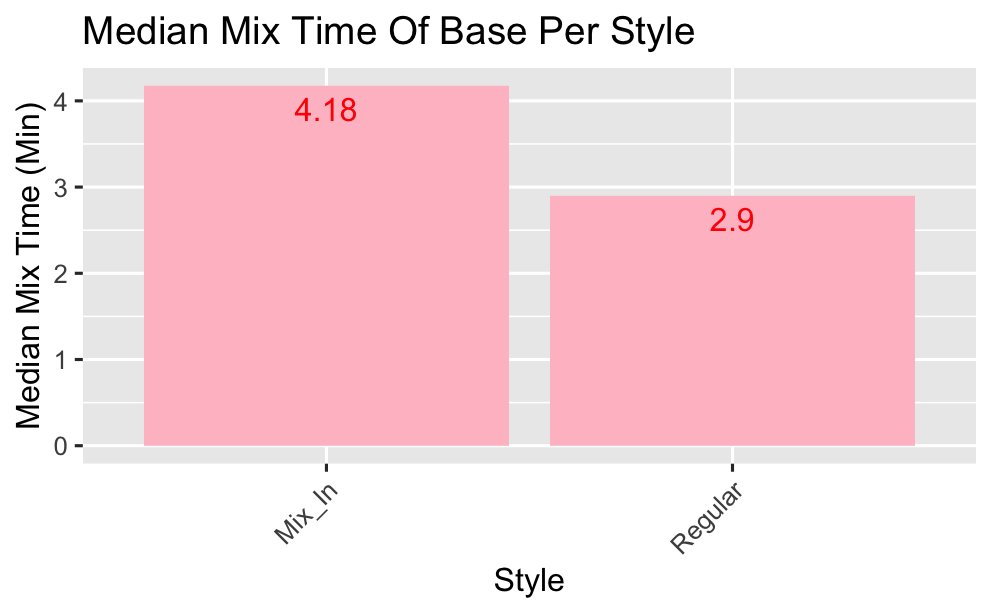 Median Mix Time Of Base Per Style
Median Mix Time (Min)
4
3
2
1
0
4.18
2.9
Mix_In
Regular
Style